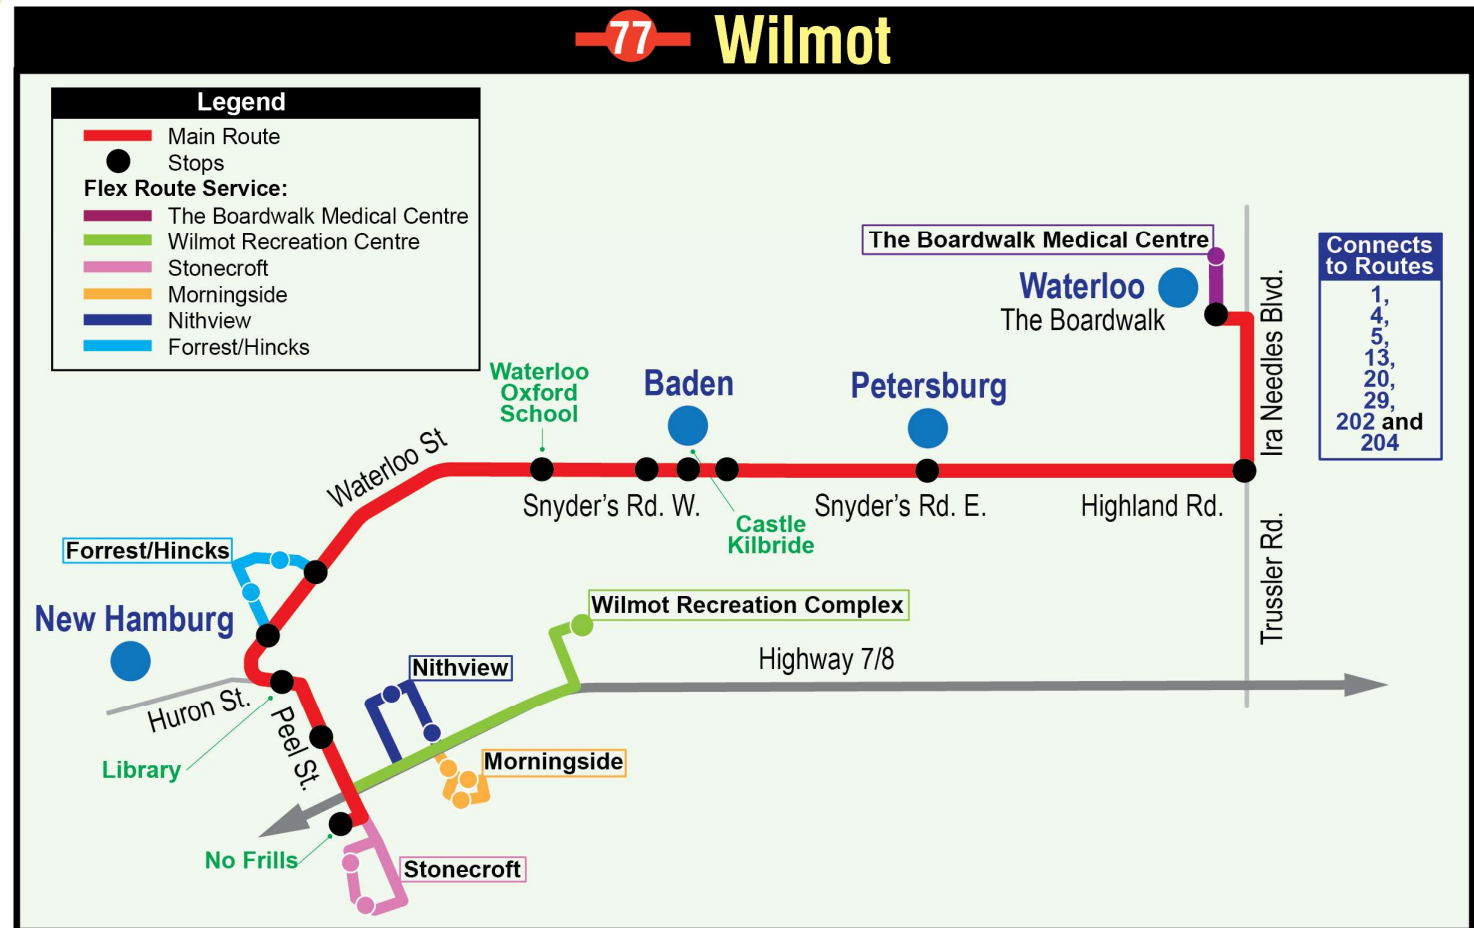 77 Wilmot
Legend
Main Route
Stops
Flex Route Service:
The Boardwalk Medical Centre
Wilmot Recreation Centre
Stonecroft
Morningside
Nithview
Forrest/Hincks
The Boardwalk Medical Centre
Waterloo
The Boardwalk
Ira Needles Blvd.
Connects
to Routes
1,
4,
5,
13,
20,
29,
202 and
204
Waterloo
Oxford
School
Baden
Petersburg
Waterloo St
Snyder's Rd. W.
Snyder's Rd. E.
Highland Rd.
Castle
Kilbride
Trussler Rd.
Forrest/Hincks
New Hamburg
Wilmot Recreation Complex
Highway 7/8
Nithview
Huron St.
Peel St.
Library
Morningside
No Frills
Stonecroft